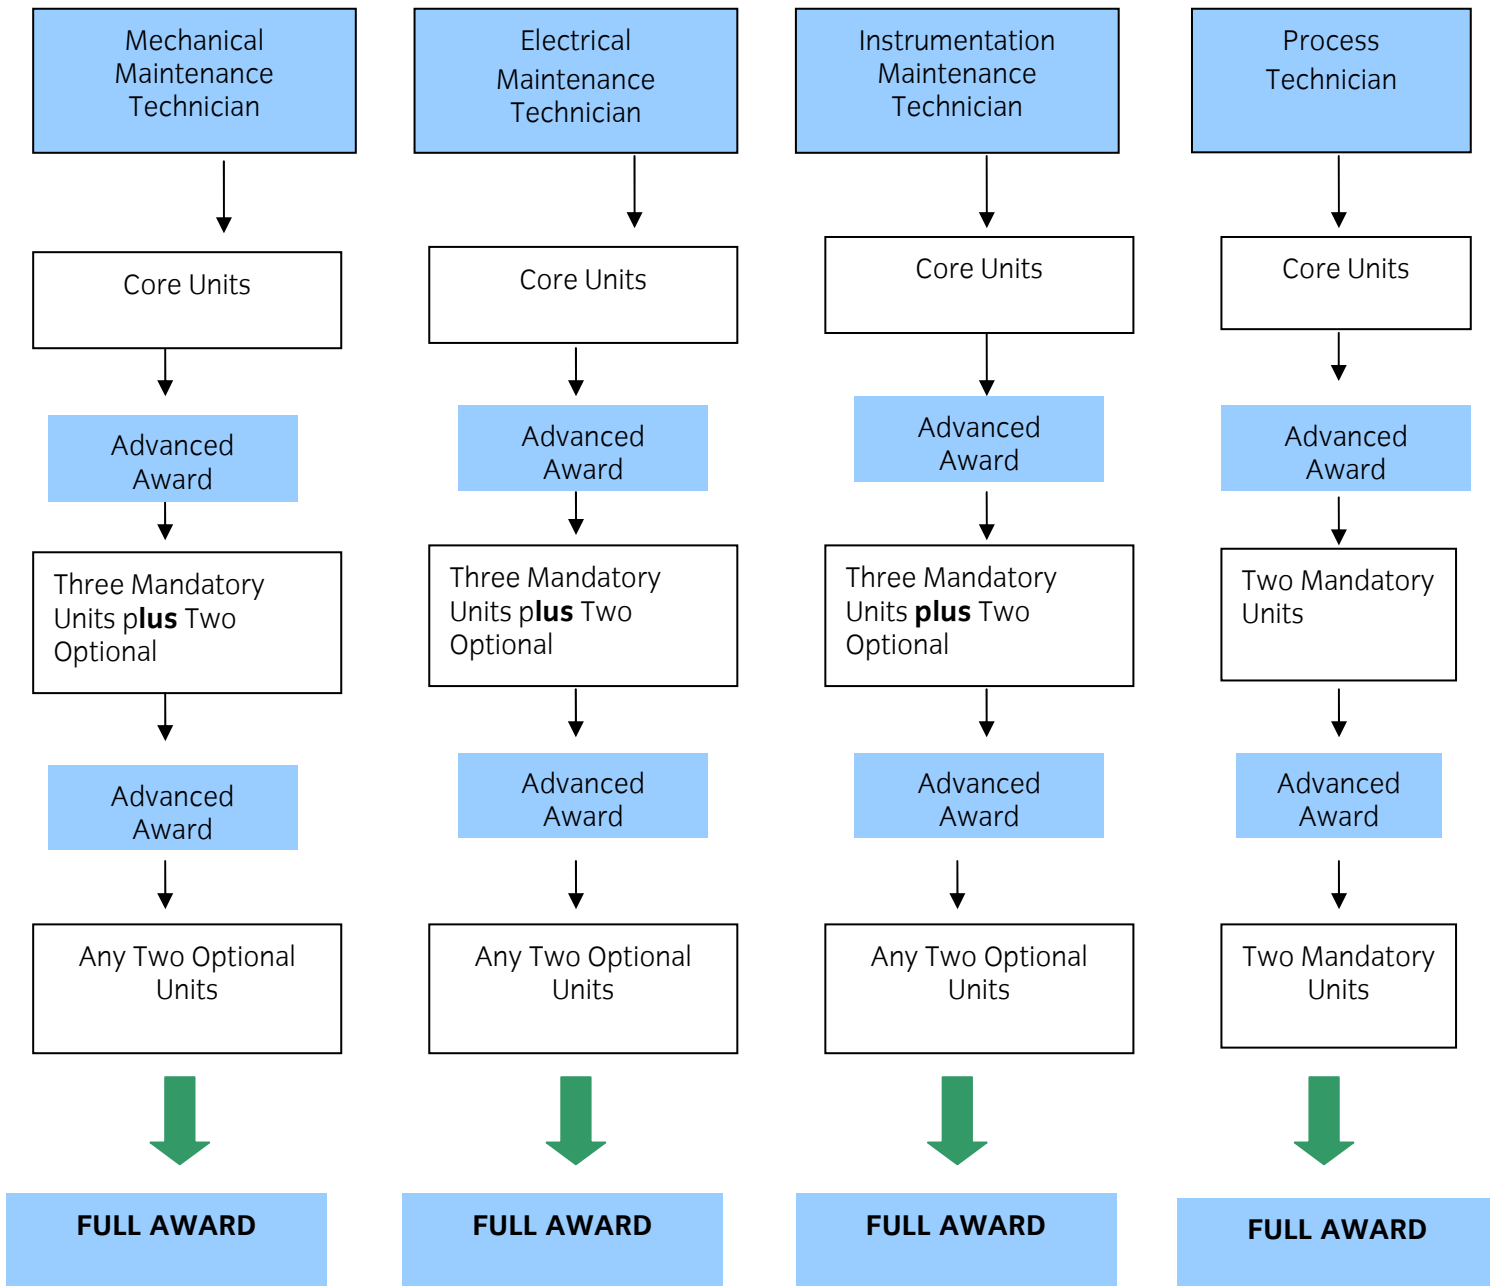 Mechanical
Maintenance
Technician
Electrical
Maintenance
Technician
Instrumentation
Maintenance
Technician
Process
Technician
Core Units
Core Units
Core Units
Core Units
Advanced
Award
Advanced
Award
Advanced
Award
Advanced
Award
Three Mandatory
Units plus Two
Optional
Three Mandatory
Units plus Two
Optional
Three Mandatory
Units plus Two
Optional
Two Mandatory
Units
Advanced
Award
Advanced
Award
Advanced
Award
Advanced
Award
Any Two Optional
Units
Any Two Optional
Units
Any Two Optional
Units
Two Mandatory
Units
FULL AWARD
FULL AWARD
FULL AWARD
FULL AWARD